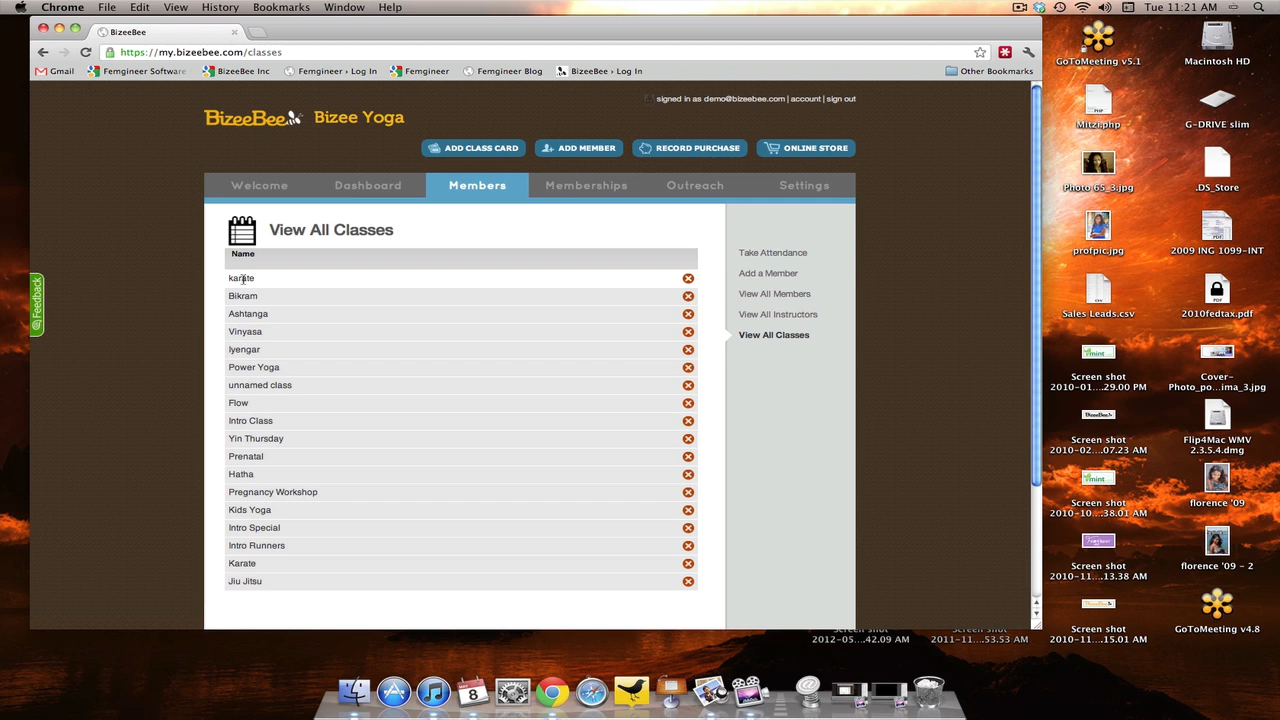 Chrome File Edit View History Bookmarks Window Help Tue 11:21 AM
BizeeBee
https://my.bizeebee.com/classes
Gmail Femgineer Software BizeeBee Inc Femgineer › Log In Femgineer Femgineer Blog BizeeBee › Log In Other Bookmarks
signed in as demo@bizeebee.com | account | sign out
BizeeBee Bizee Yoga
ADD CLASS CARD ADD MEMBER RECORD PURCHASE ONLINE STORE
Welcome Dashboard Members Memberships Outreach Settings
View All Classes
Name
karate
Bikram
Ashtanga
Vinyasa
Iyengar
Power Yoga
unnamed class
Flow
Intro Class
Yin Thursday
Prenatal
Hatha
Pregnancy Workshop
Kids Yoga
Intro Special
Intro Runners
Karate
Jiu Jitsu
Take Attendance
Add a Member
View All Members
View All Instructors
View All Classes
Feedback
GoToMeeting v5.1
Macintosh HD
Mitzi.php
G-DRIVE slim
Photo 65_3.jpg
.DS_Store
profpic.jpg
2009 ING 1099-INT
Sales Leads.csv
2010fedtax.pdf
Screen shot
2010-01....29.00 PM
Cover-
Photo_po...ima_3.jpg
Screen shot
2010-02....07.23 AM
Flip4Mac WMV
2.3.5.4.dmg
Screen shot
2010-10....38.01 AM
florence '09
Screen shot
2010-11....13.38 AM
florence '09 - 2
Screen shot
2010-11....15.01 AM
GoToMeeting v4.8
Screen shot
2012-05....42.09 AM
Screen shot
2011-11....53.53 AM
8